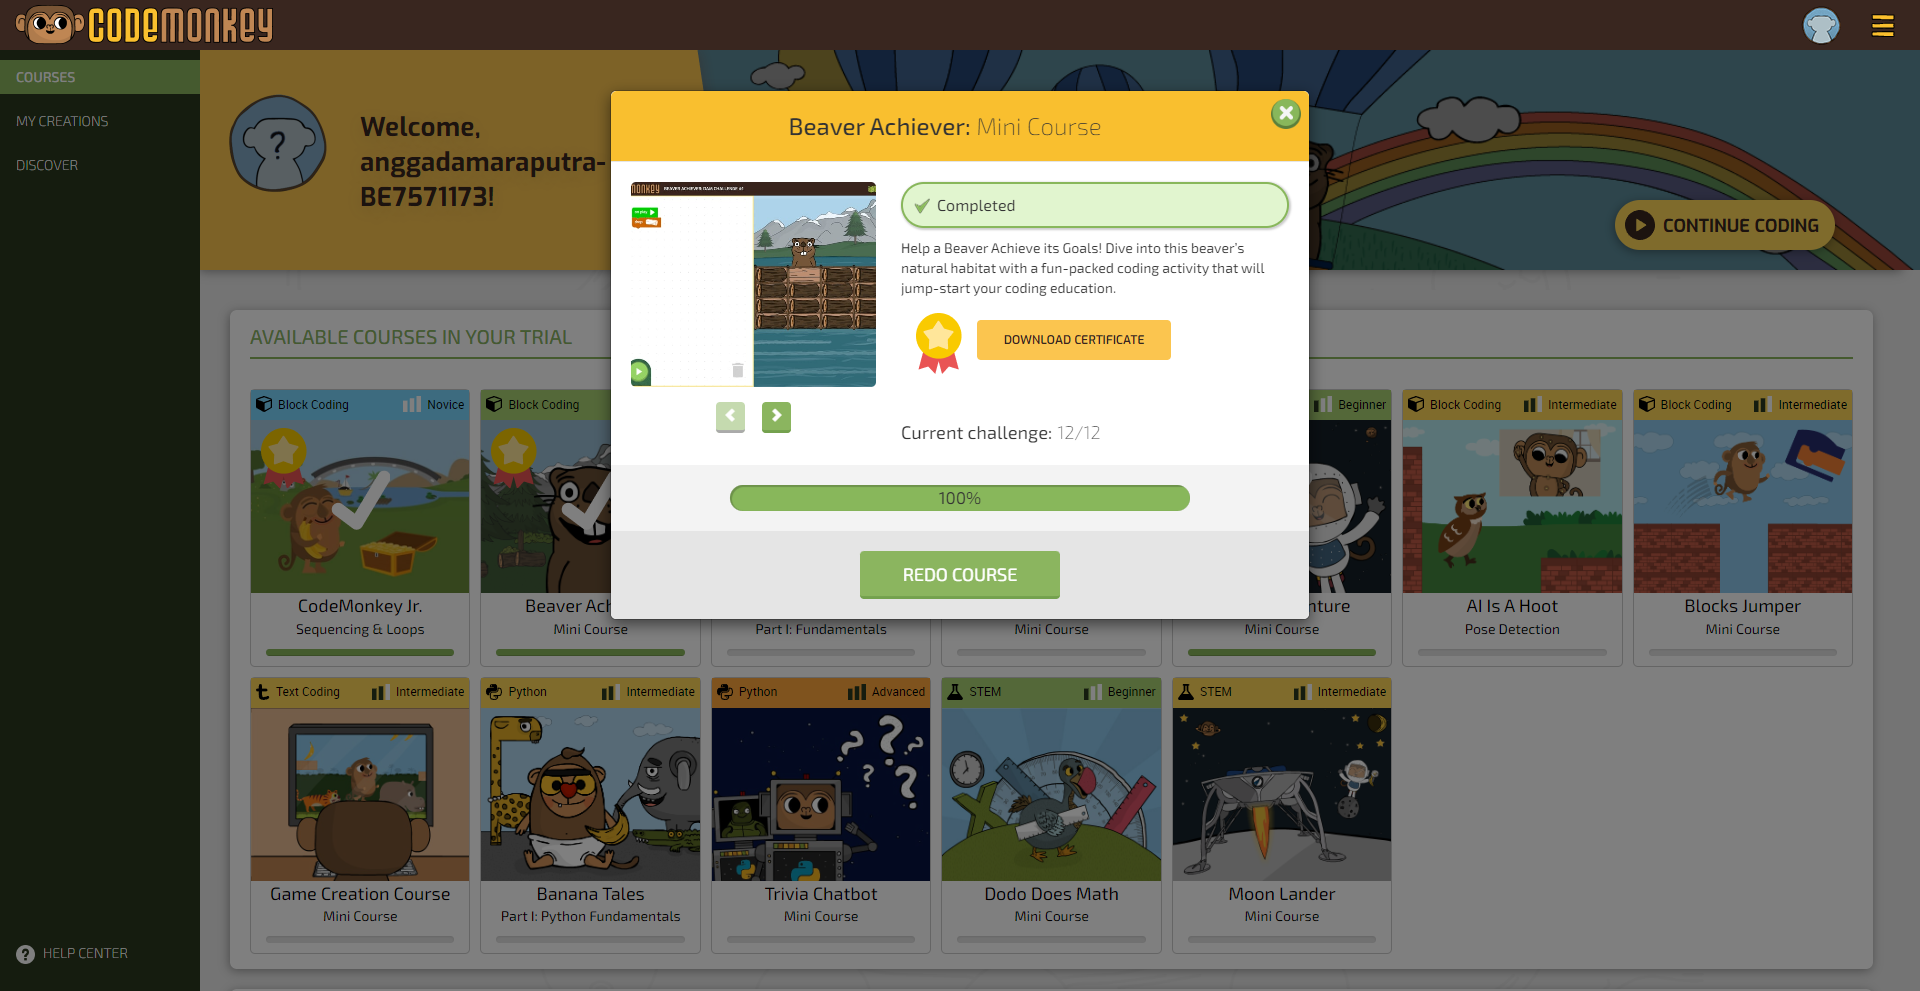 CODEMONKEY
COURSES
MY CREATIONS
DISCOVER
HELP CENTER
Welcome,
anggadamaraputra-
BE7571173!
CONTINUE CODING
AVAILABLE COURSES IN YOUR TRIAL
Beaver Achiever: Mini Course
Completed
Help a Beaver Achieve its Goals! Dive into this beaver's
natural habitat with a fun-packed coding activity that will
jump-start your coding education.
DOWNLOAD CERTIFICATE
Current challenge: 12/12
100%
REDO COURSE
Block Coding Novice
CodeMonkey Jr.
Sequencing & Loops
Block Coding
Beaver Ach
Mini Course
Part I: Fundamentals
Mini Course
Beginner
nture
Mini Course
Block Coding Intermediate
AI Is A Hoot
Pose Detection
Block Coding Intermediate
Blocks Jumper
Mini Course
Text Coding Intermediate
Game Creation Course
Mini Course
Python Intermediate
Banana Tales
Part I: Python Fundamentals
Python Advanced
Trivia Chatbot
Mini Course
STEM Beginner
Dodo Does Math
Mini Course
STEM Intermediate
Moon Lander
Mini Course